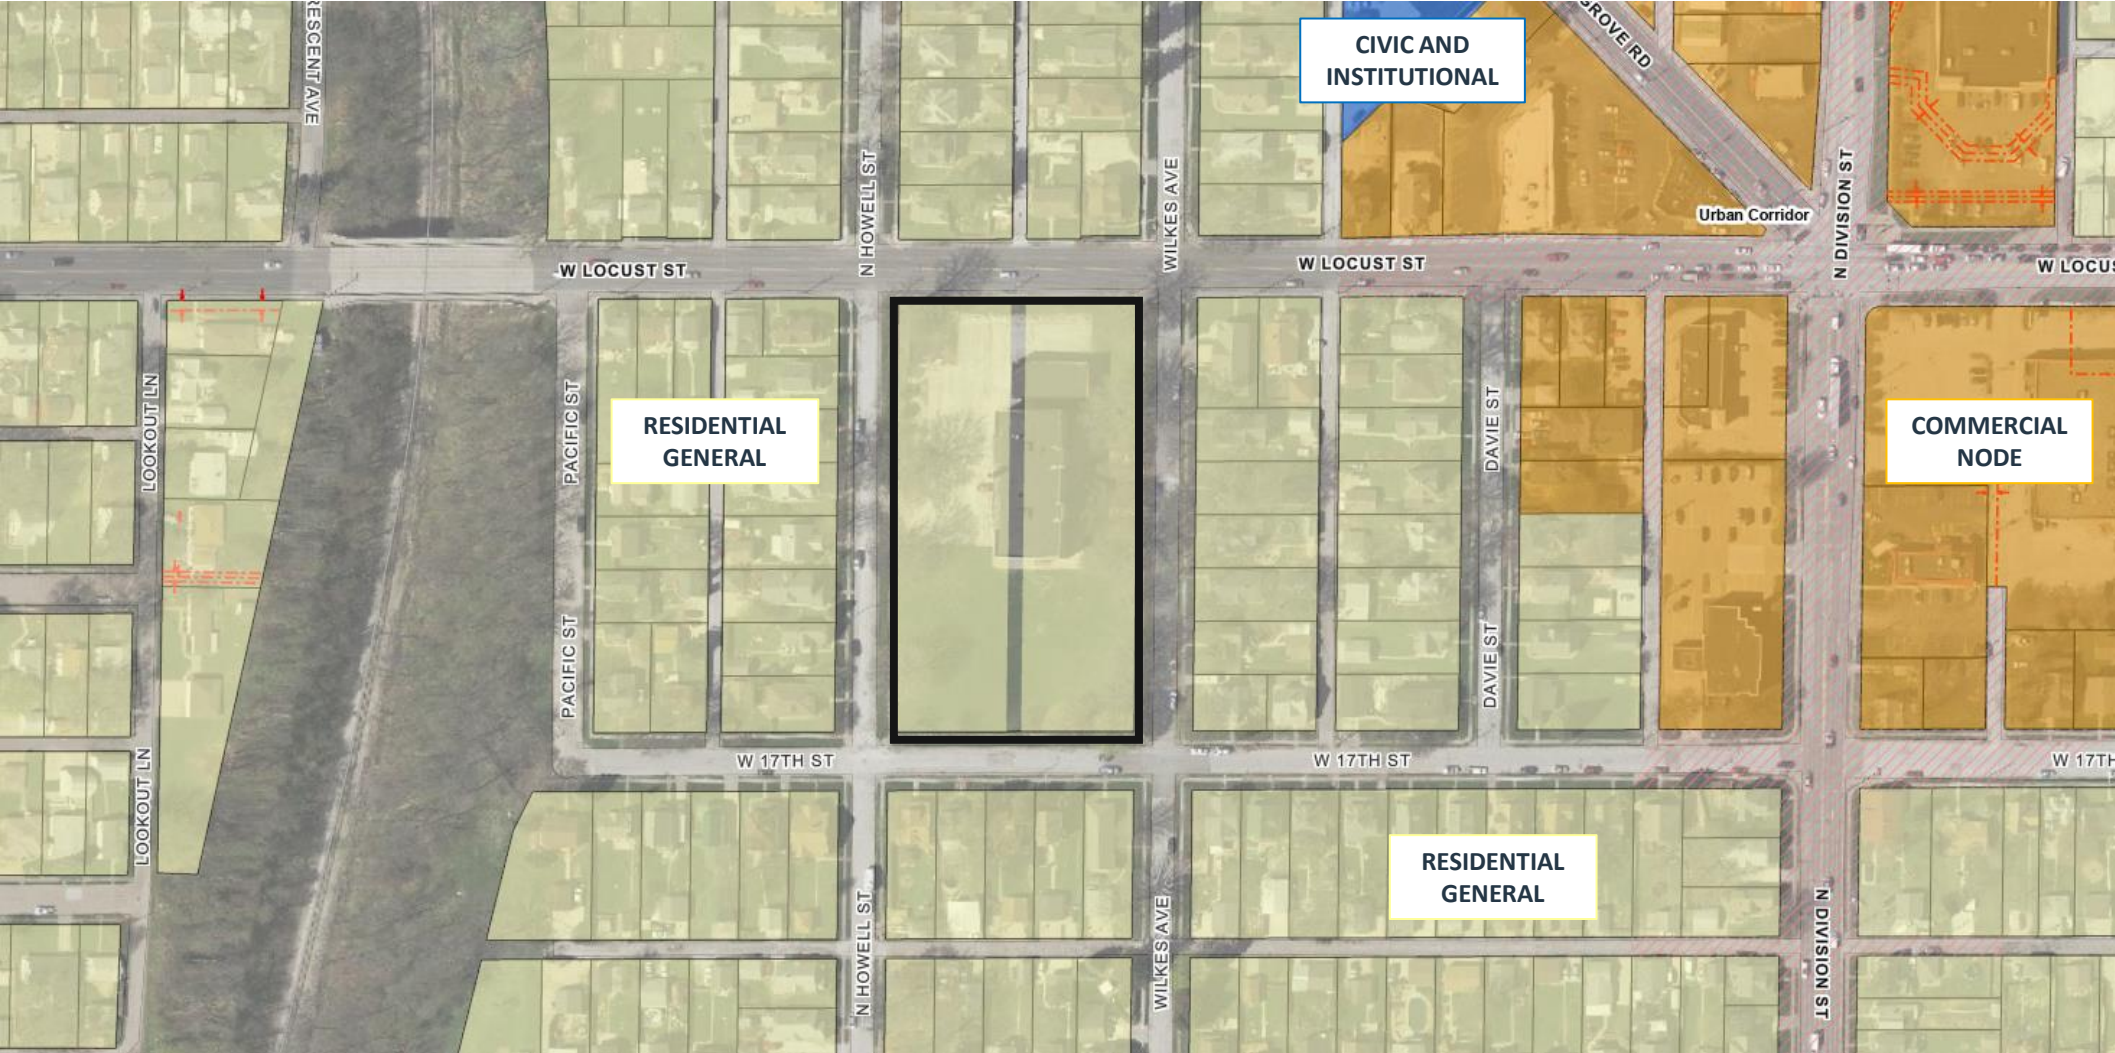 RESCENT AVE
GROVE RD
CIVIC AND
INSTITUTIONAL
N HOWELL ST
WILKES AVE
N DIVISION ST
Urban Corridor
W LOCUST ST
W LOCUST ST
W LOCUS
LOOKOUT LN
PACIFIC ST
RESIDENTIAL
GENERAL
DAVIE ST
COMMERCIAL
NODE
PACIFIC ST
DAVIE ST
W 17TH ST
W 17TH ST
W 17TH
LOOKOUT LN
RESIDENTIAL
GENERAL
N HOWELL ST
WILKES AVE
N DIVISION ST